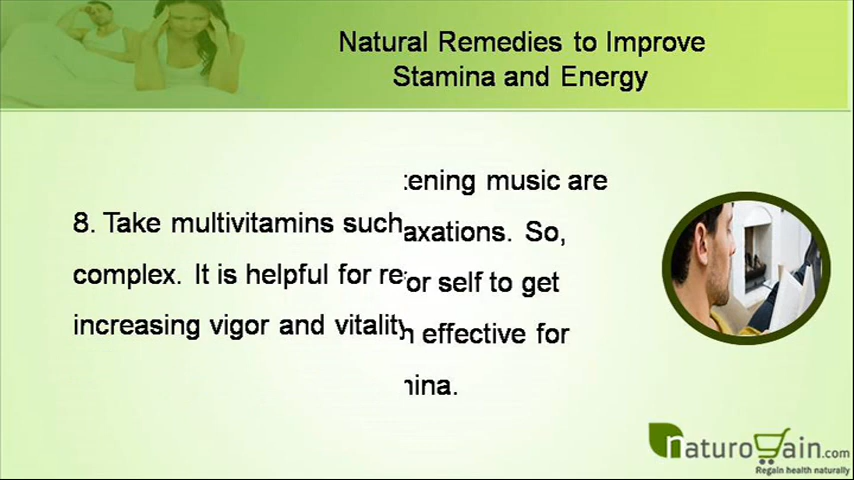 Natural Remedies to Improve
Stamina and Energy
tening music are
8. Take multivitamins such
axations. So,
complex. It is helpful for re
or self to get
increasing vigor and vitality
effective for
ina.
naturogain.com
Regain health naturally